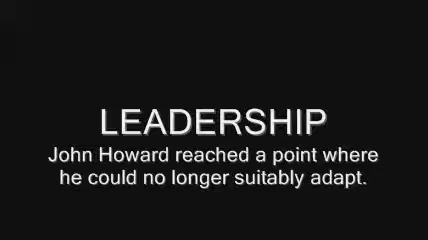 LEADERSHIP
John Howard reached a point where
he could no longer suitably adapt.